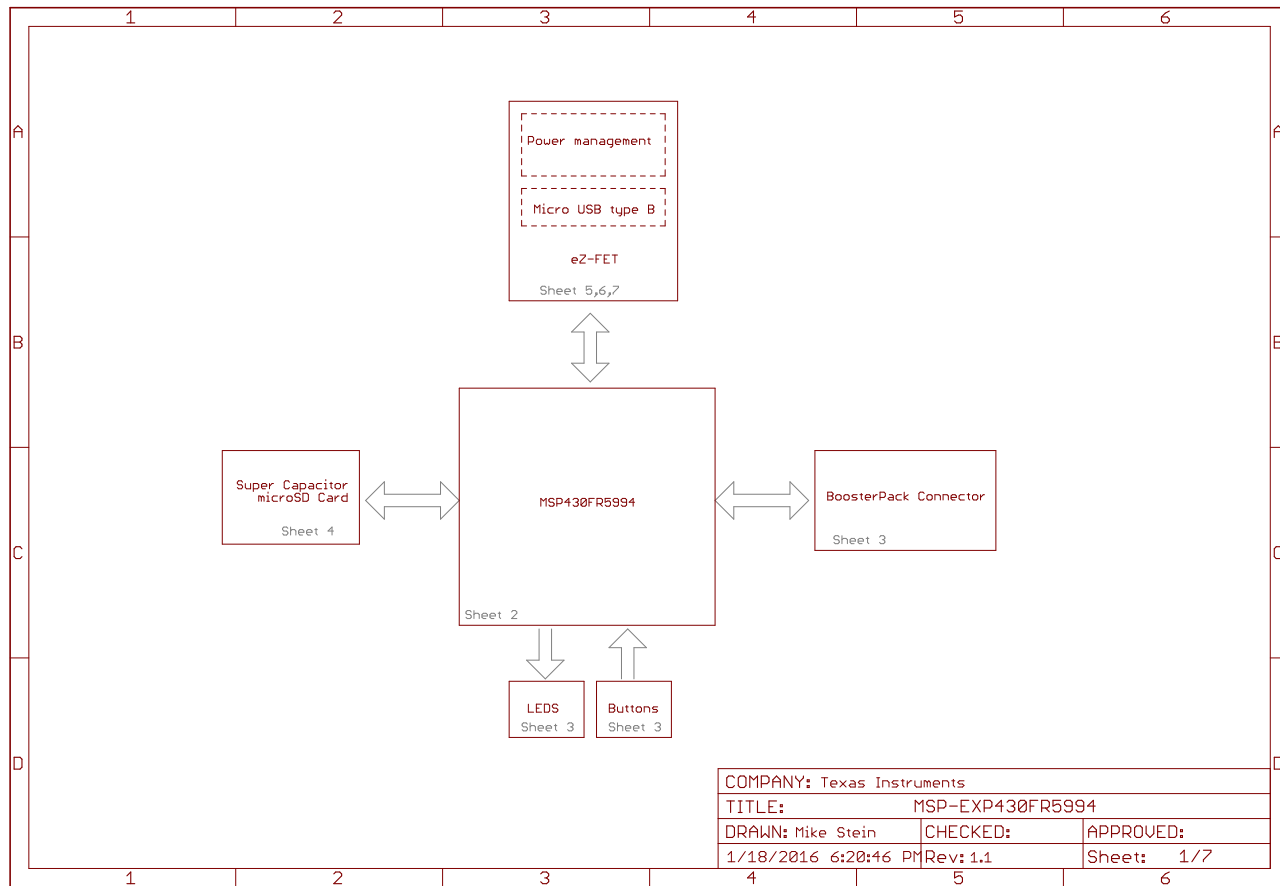 1 2 3 4 5 6
A A
Power management
Micro USB type B
eZ-FET
Sheet 5,6,7
B B
Super Capacitor
microSD Card
Sheet 4
MSP430FR5994
Sheet 2
BoosterPack Connector
Sheet 3
C C
LEDS
Sheet 3
Buttons
Sheet 3
D D
COMPANY: Texas Instruments
TITLE: MSP-EXP430FR5994
DRAWN: Mike Stein CHECKED: APPROVED:
1/18/2016 6:20:46 PM Rev: 1.1 Sheet: 1/7
1 2 3 4 5 6